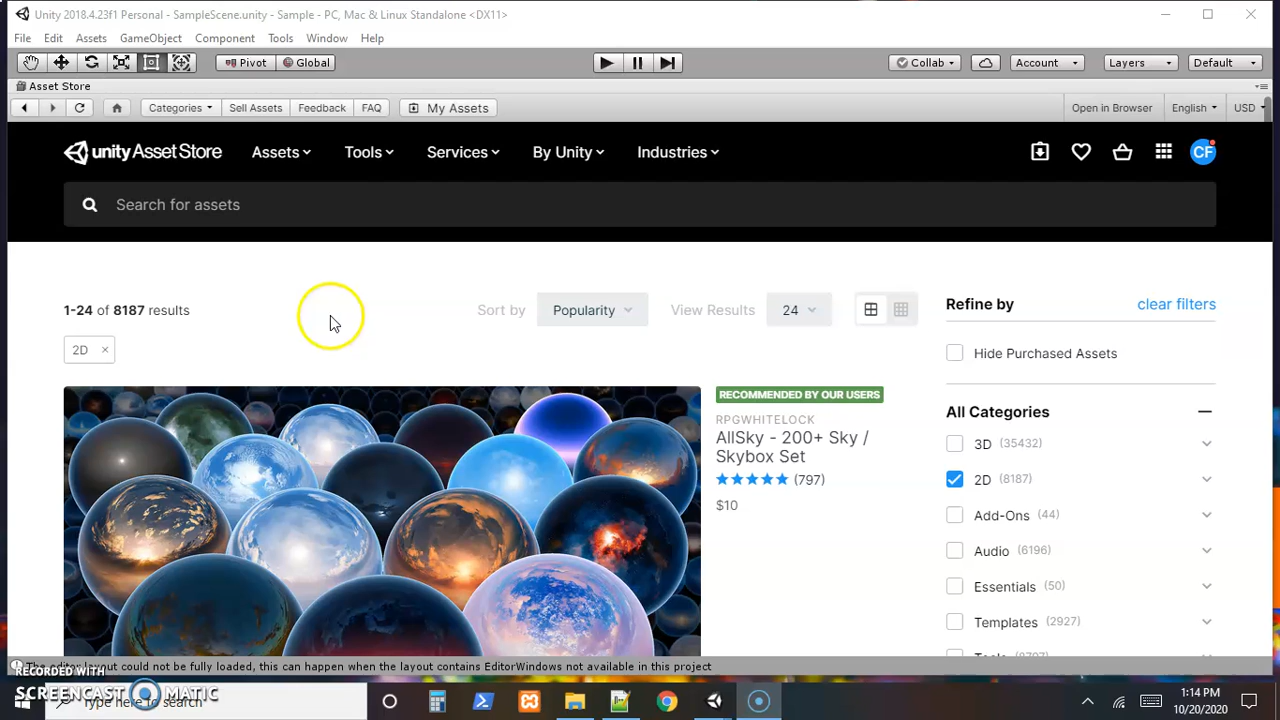 Unity 2018.4.23f1 Personal - SampleScene.unity - Sample - PC, Mac & Linux Standalone <DX11>
File Edit Assets GameObject Component Tools Window Help
Pivot Global Collab Account Layers Default
Asset Store
Categories Sell Assets Feedback FAQ My Assets Open in Browser English USD
unity Asset Store Assets Tools Services By Unity Industries CF
Search for assets
1-24 of 8187 results Sort by Popularity View Results 24 Refine by clear filters
2D × Hide Purchased Assets
RECOMMENDED BY OUR USERS
RPGWHITELOCK
AllSky - 200+ Sky /
Skybox Set
(797)
$10
All Categories
3D (35432)
2D (8187)
Add-Ons (44)
Audio (6196)
Essentials (50)
Templates (2927)
The editor layout could not be fully loaded, this can happen when the layout contains EditorWindows not available in this project
RECORDED WITH
SCREENCAST MATIC
Type here to search
1:14 PM
10/20/2020